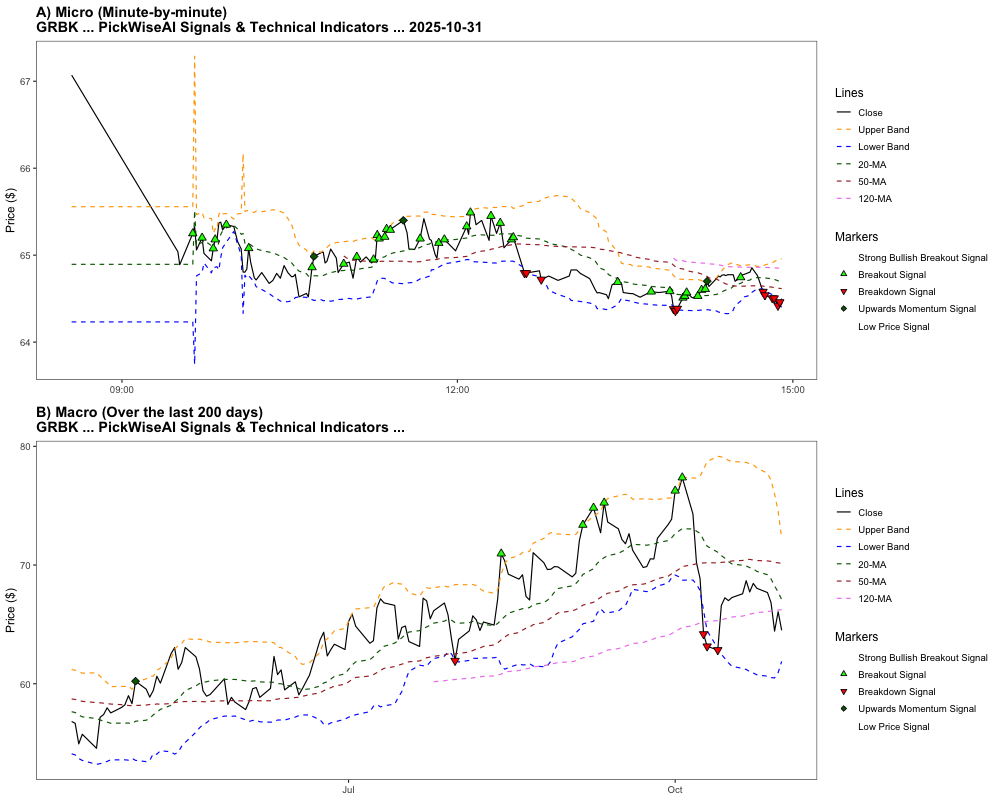 A) Micro (Minute-by-minute)
GRBK ... PickWiseAI Signals & Technical Indicators ... 2025-10-31
Price ($)
67
66
65
64
09:00
12:00
15:00
Lines
Close
Upper Band
Lower Band
20-MA
50-MA
120-MA
Markers
Strong Bullish Breakout Signal
Breakout Signal
Breakdown Signal
Upwards Momentum Signal
Low Price Signal
B) Macro (Over the last 200 days)
GRBK ... PickWiseAI Signals & Technical Indicators ...
Price ($)
80
70
60
Jul
Oct
Lines
Close
Upper Band
Lower Band
20-MA
50-MA
120-MA
Markers
Strong Bullish Breakout Signal
Breakout Signal
Breakdown Signal
Upwards Momentum Signal
Low Price Signal